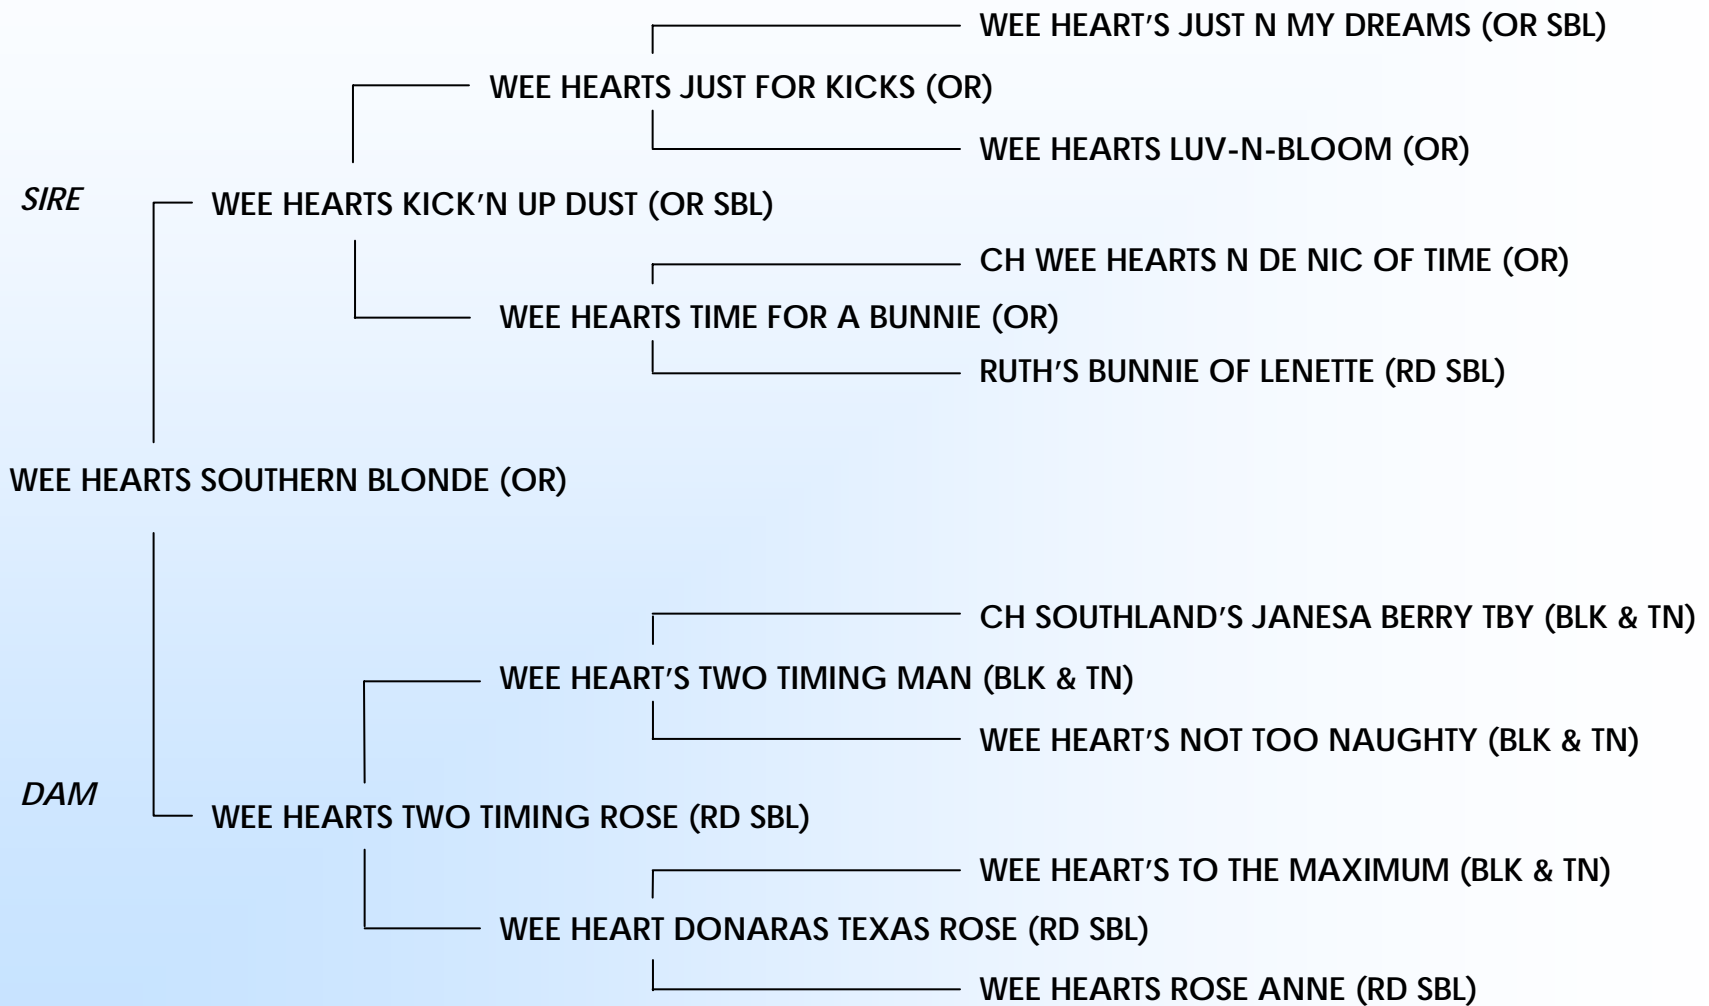 WEE HEART'S JUST N MY DREAMS (OR SBL)
WEE HEARTS JUST FOR KICKS (OR)
WEE HEARTS LUV-N-BLOOM (OR)
SIRE
WEE HEARTS KICK'N UP DUST (OR SBL)
CH WEE HEARTS N DE NIC OF TIME (OR)
WEE HEARTS TIME FOR A BUNNIE (OR)
RUTH'S BUNNIE OF LENETTE (RD SBL)
WEE HEARTS SOUTHERN BLONDE (OR)
CH SOUTHLAND'S JANESA BERRY TBY (BLK & TN)
WEE HEART'S TWO TIMING MAN (BLK & TN)
WEE HEART'S NOT TOO NAUGHTY (BLK & TN)
DAM
WEE HEARTS TWO TIMING ROSE (RD SBL)
WEE HEART'S TO THE MAXIMUM (BLK & TN)
WEE HEART DONARAS TEXAS ROSE (RD SBL)
WEE HEARTS ROSE ANNE (RD SBL)